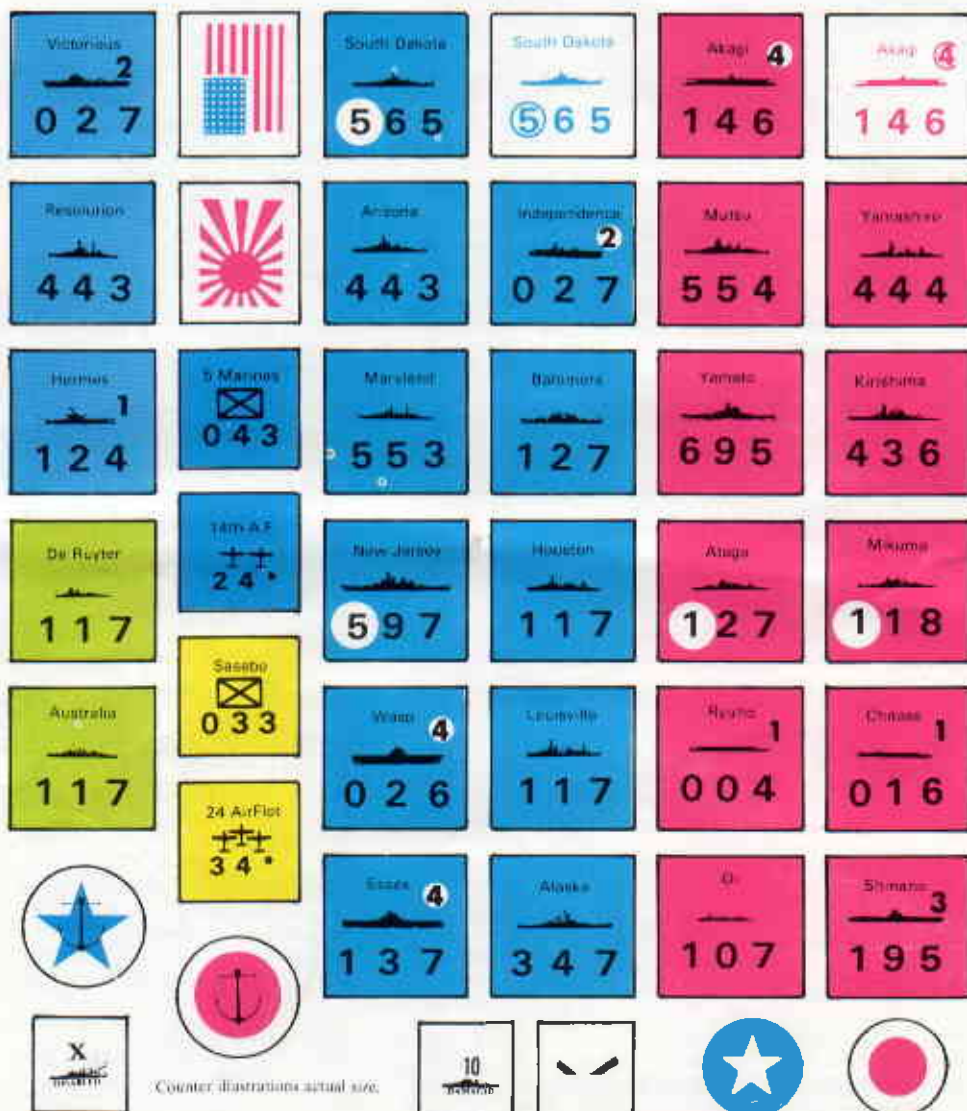 Victorious
2
0 2 7
South Dakota
5 6 5
South Dakota
5 6 5
Akagi
4
1 4 6
Akagi
4
1 4 6
Resolution
4 4 3
Arizona
4 4 3
Independence
2
0 2 7
Mutsu
5 5 4
Yamashiro
4 4 4
Hermes
1
1 2 4
5 Marines
0 4 3
Maryland
5 5 3
Baltimore
1 2 7
Yamato
6 9 5
Kirishima
4 3 6
De Ruyter
1 1 7
14th A.F
2 4 •
New Jersey
5 9 7
Houston
1 1 7
Atago
1 2 7
Mikuma
1 1 8
Sasebo
0 3 3
Australia
1 1 7
Wasp
4
0 2 6
Louisville
1 1 7
Ryuho
1
0 0 4
Chitose
1
0 1 6
24 AirFlot
3 4 •
Essex
4
1 3 7
Alaska
3 4 7
Oi
1 0 7
Shinano
3
1 9 5
X
DISABLED
Counter illustrations actual size.
10
DAMAGED